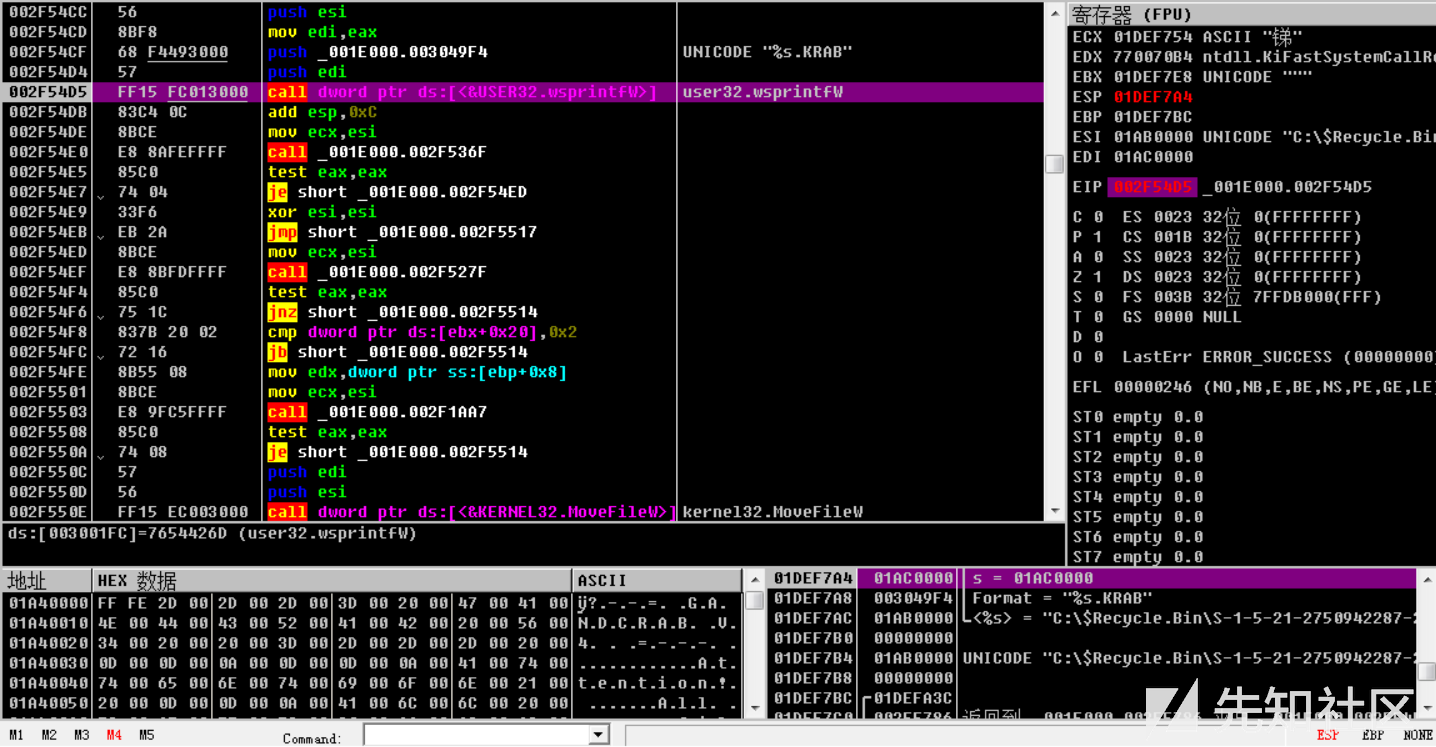 002F54CC 56 push esi
002F54CD 8BF8 mov edi,eax
002F54CF 68 F4493000 push _001E000.003049F4 UNICODE "%s.KRAB"
002F54D4 57 push edi
002F54D5 FF15 FC013000 call dword ptr ds:[<&USER32.wsprintfW>] user32.wsprintfW
002F54DB 83C4 0C add esp,0xC
002F54DE 8BCE mov ecx,esi
002F54E0 E8 8AFEFFFF call _001E000.002F536F
002F54E5 85C0 test eax,eax
002F54E7 74 04 je short _001E000.002F54ED
002F54E9 33F6 xor esi,esi
002F54EB EB 2A jmp short _001E000.002F5517
002F54ED 8BCE mov ecx,esi
002F54EF E8 8BFDFFFF call _001E000.002F527F
002F54F4 85C0 test eax,eax
002F54F6 75 1C jnz short _001E000.002F5514
002F54F8 837B 20 02 cmp dword ptr ds:[ebx+0x20],0x2
002F54FC 72 16 jb short _001E000.002F5514
002F54FE 8B55 08 mov edx,dword ptr ss:[ebp+0x8]
002F5501 8BCE mov ecx,esi
002F5503 E8 9FC5FFFF call _001E000.002F1AA7
002F5508 85C0 test eax,eax
002F550A 74 08 je short _001E000.002F5514
002F550C 57 push edi
002F550D 56 push esi
002F550E FF15 EC003000 call dword ptr ds:[<&KERNEL32.MoveFileW>] kernel32.MoveFileW
ds:[003001FC]=7654426D (user32.wsprintfW)
寄存器 (FPU)
ECX 01DEF754 ASCII "锑"
EDX 770070B4 ntdll.KiFastSystemCallRe
EBX 01DEF7E8 UNICODE """
ESP 01DEF7A4
EBP 01DEF7BC
ESI 01AB0000 UNICODE "C:\$Recycle.Bin
EDI 01AC0000
EIP 002F54D5 _001E000.002F54D5
C 0 ES 0023 32位 0(FFFFFFFF)
P 1 CS 001B 32位 0(FFFFFFFF)
A 0 SS 0023 32位 0(FFFFFFFF)
Z 1 DS 0023 32位 0(FFFFFFFF)
S 0 FS 003B 32位 7FFDB000(FFF)
T 0 GS 0000 NULL
D 0
O 0 LastErr ERROR_SUCCESS (00000000)
EFL 00000246 (NO,NB,E,BE,NS,PE,GE,LE)
ST0 empty 0.0
ST1 empty 0.0
ST2 empty 0.0
ST3 empty 0.0
ST4 empty 0.0
ST5 empty 0.0
ST6 empty 0.0
ST7 empty 0.0
地址 HEX 数据 ASCII
01A40000 FF FE 2D 00 2D 00 2D 00 3D 00 20 00 47 00 41 00 ÿ?-.-.-.=. .G.A.
01A40010 4E 00 44 00 43 00 52 00 41 00 42 00 20 00 56 00 N.D.C.R.A.B. .V.
01A40020 34 00 20 00 20 00 3D 00 2D 00 2D 00 2D 00 20 00 4. . .=.-.-.-. .
01A40030 0D 00 0D 00 0A 00 0D 00 0D 00 0A 00 41 00 74 00 ............A.t.
01A40040 74 00 65 00 6E 00 74 00 69 00 6F 00 6E 00 21 00 t.e.n.t.i.o.n.!.
01A40050 20 00 0D 00 0D 00 0A 00 41 00 6C 00 6C 00 20 00 .......A.l.l. .
01DEF7A4 01AC0000 s = 01AC0000
01DEF7A8 003049F4 Format = "%s.KRAB"
01DEF7AC 01AB0000 <%s> = "C:\$Recycle.Bin\S-1-5-21-2750942287-2
01DEF7B0 00000000
01DEF7B4 01AB0000 UNICODE "C:\$Recycle.Bin\S-1-5-21-2750942287-2
01DEF7B8 00000000
01DEF7BC 01DEFA3C
先知社区
M1 M2 M3 M4 M5 Command: ESP EBP NONE